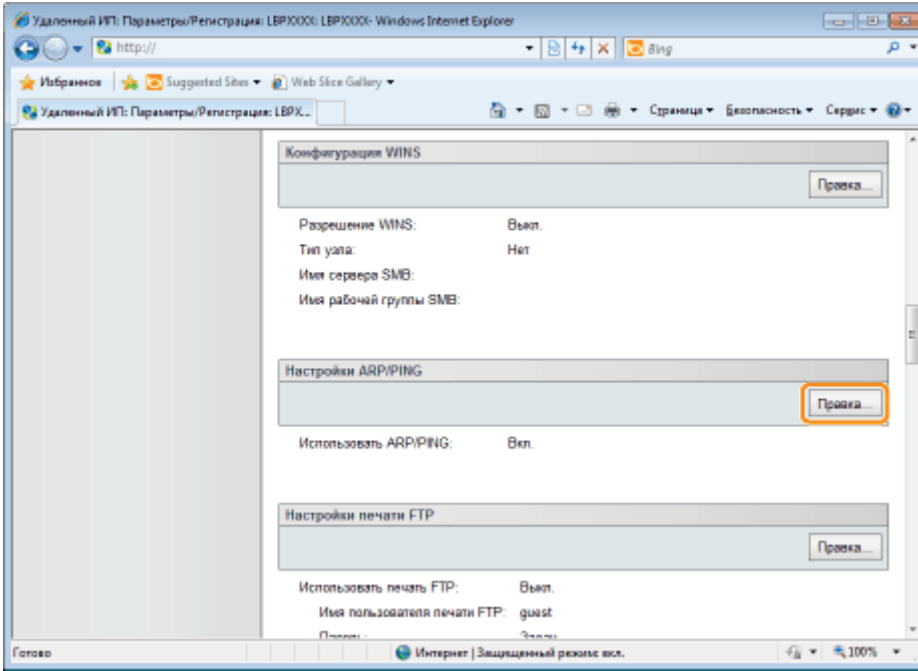 Удаленный ИП: Параметры/Регистрация: LBPXXXX: LBPXXXX- Windows Internet Explorer
http://
Bing
Избранное Suggested Sites Web Slice Gallery
Удаленный ИП: Параметры/Регистрация: LBPX... Страница Безопасность Сервис
Конфигурация WINS
Правка...
Разрешение WINS: Выкл.
Тип узла: Нет
Имя сервера SMB:
Имя рабочей группы SMB:
Настройки ARP/PING
Правка...
Использовать ARP/PING: Вкл.
Настройки печати FTP
Правка...
Использовать печать FTP: Выкл.
Имя пользователя печати FTP: guest
Готово Интернет | Защищенный режим: вкл. 100%